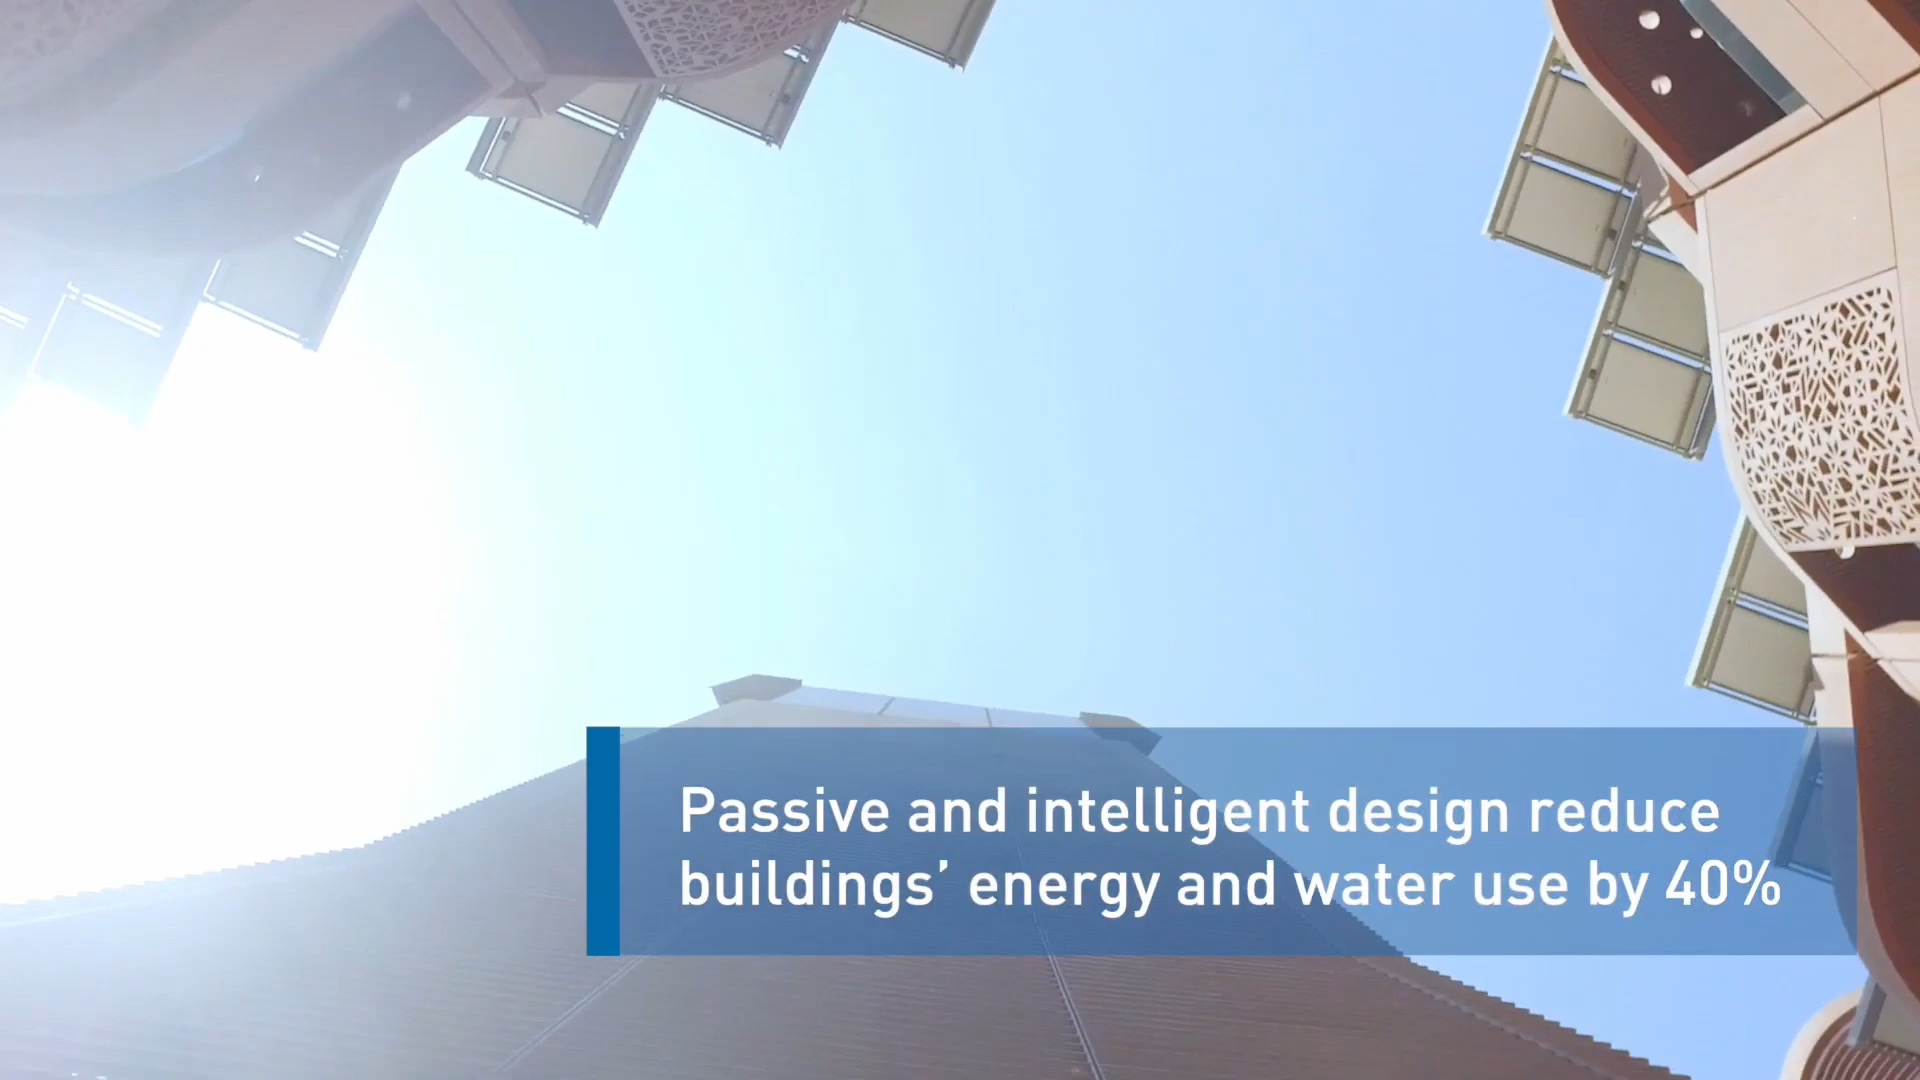 Passive and intelligent design reduce
buildings’ energy and water use by 40%